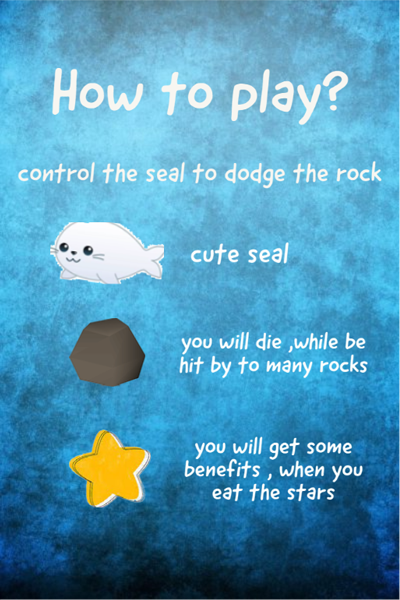 How to play?
control the seal to dodge the rock
cute seal
you will die ,while be
hit by to many rocks
you will get some
benefits , when you
eat the stars